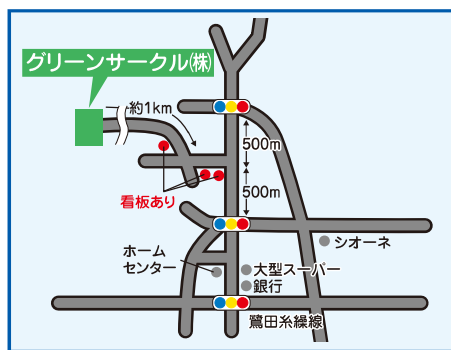 グリーンサークル(株)
約1km
500m
看板あり
500m
シオーネ
ホーム
センター
大型スーパー
銀行
鷺田糸繰線